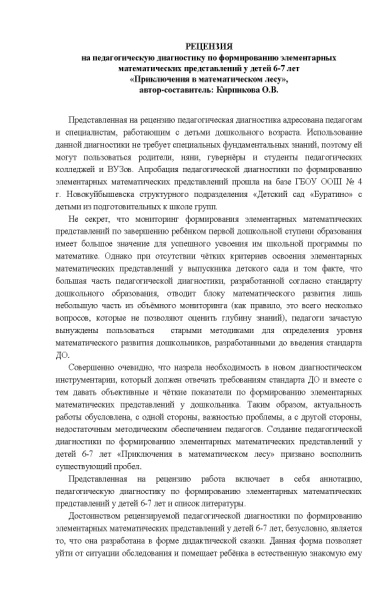 РЕЦЕНЗИЯ
на педагогическую диагностику по формированию элементарных
математических представлений у детей 6-7 лет
«Приключения в математическом лесу»,
автор-составитель: Кирпикова О.В.
Представленная на рецензию педагогическая диагностика адресована педагогам
и специалистам, работающим с детьми дошкольного возраста. Использование
данной диагностики не требует специальных фундаментальных знаний, поэтому ей
могут пользоваться родители, няни, гувернёры и студенты педагогических
колледжей и ВУЗов. Апробация педагогической диагностики по формированию
элементарных математических представлений прошла на базе ГБОУ ООШ № 4
г. Новокуйбышевска структурного подразделения «Детский сад «Буратино» с
детьми из подготовительных к школе групп.
Не секрет, что мониторинг формирования элементарных математических
представлений по завершению ребёнком первой дошкольной ступени образования
имеет большое значение для успешного усвоения им школьной программы по
математике. Однако при отсутствии чётких критериев освоения элементарных
математических представлений у выпускника детского сада и том факте, что
большая часть педагогической диагностики, разработанной согласно стандарту
дошкольного образования, отводит блоку математического развития лишь
небольшую часть из объёмного мониторинга (как правило, это всего несколько
вопросов, которые не позволяют оценить глубину знаний), педагоги зачастую
вынуждены пользоваться старыми методиками для определения уровня
математического развития дошкольников, разработанными до введения стандарта
ДО.
Совершенно очевидно, что назрела необходимость в новом диагностическом
инструментарии, который должен отвечать требованиям стандарта ДО и вместе с
тем давать объективные и чёткие показатели по формированию элементарных
математических представлений у дошкольника. Таким образом, актуальность
работы обусловлена, с одной стороны, важностью проблемы, а с другой стороны,
недостаточным методическим обеспечением педагогов. Создание педагогической
диагностики по формированию элементарных математических представлений у
детей 6-7 лет «Приключения в математическом лесу» призвано восполнить
существующий пробел.
Представленная на рецензию работа включает в себя аннотацию,
педагогическую диагностику по формированию элементарных математических
представлений у детей 6-7 лет и список литературы.
Достоинством рецензируемой педагогической диагностики по формированию
элементарных математических представлений у детей 6-7 лет, безусловно, является
то, что она разработана в форме дидактической сказки. Данная форма позволяет
уйти от ситуации обследования и помещает ребёнка в естественную знакомую ему